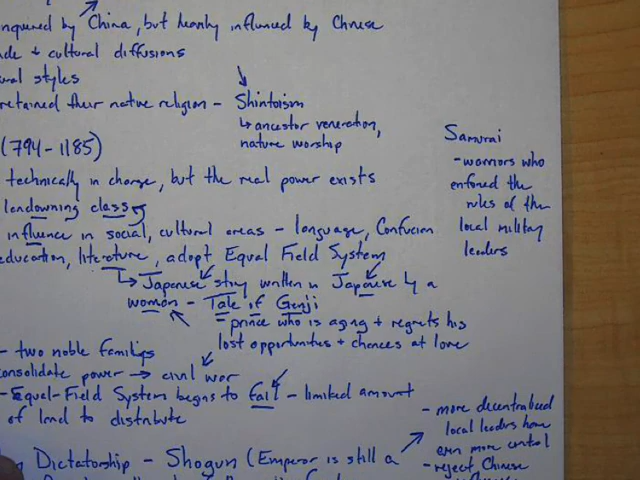 nquered by China, but heavily influenced by Chinese
ade + cultural diffusions
ural styles
retained their native religion - Shintoism
↳ ancestor veneration,
nature worship
(794-1185)
technically in charge, but the real power exists
landowning class
influence in social, cultural areas - language, Confucian
education, literature, adopt Equal Field System
↳ Japanese story written in Japanese by a
woman - Tale of Genji
= prince who is aging + regrets his
lost opportunities + chances at love
- two noble families
consolidate power → civil war
- Equal-Field System begins to fail - limited amount
of land to distribute
Dictatorship - Shogun (Emperor is still a
Samurai
- warriors who
enforced the
rules of the
local military
leaders
- more decentralized
local leaders have
even more control
- reject Chinese